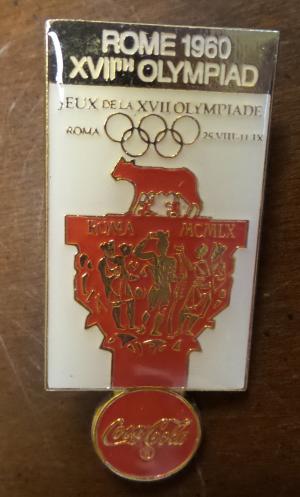 ROME 1960
XVIITH OLYMPIAD
JEUX DE LA XVII OLYMPIADE
ROMA 25.VIII-11.IX
ROMA MCMLX
Coca-Cola